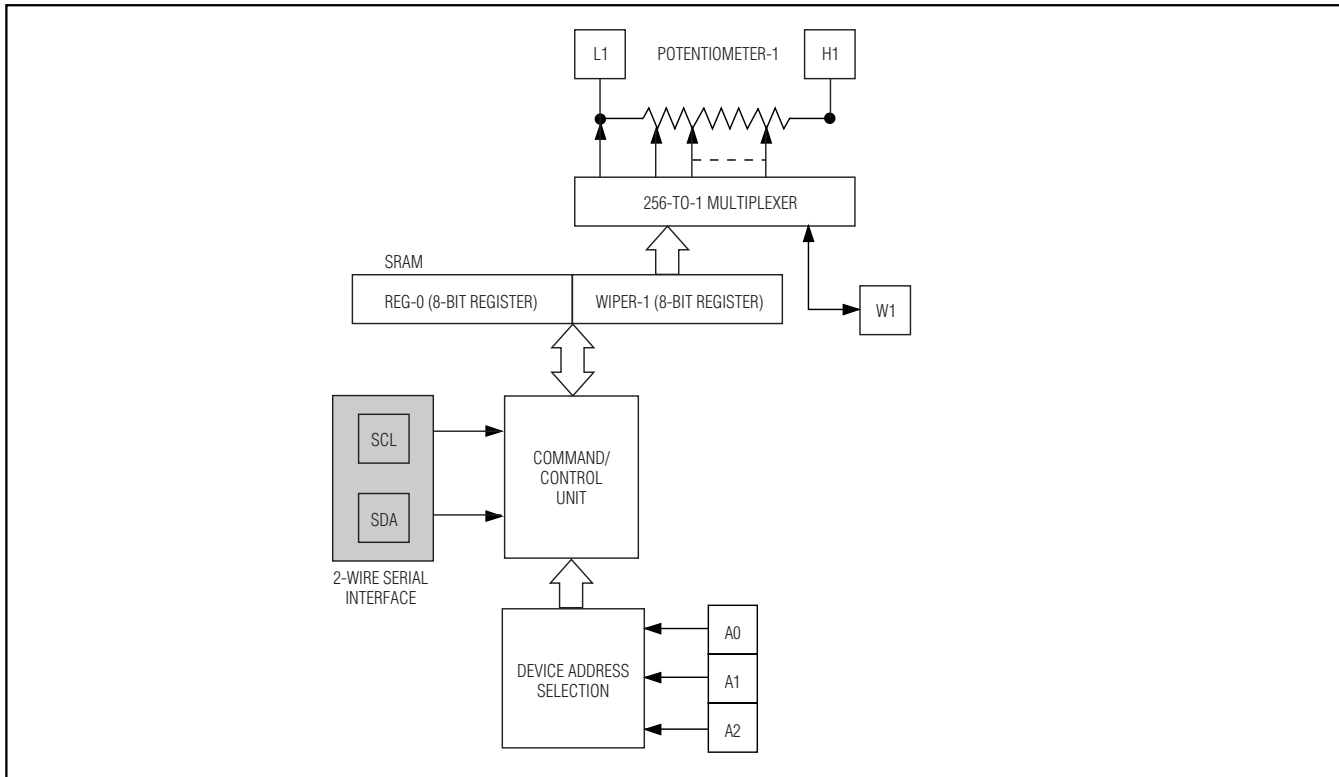 L1
POTENTIOMETER-1
H1
256-TO-1 MULTIPLEXER
SRAM
REG-0 (8-BIT REGISTER)
WIPER-1 (8-BIT REGISTER)
W1
SCL
SDA
COMMAND/
CONTROL
UNIT
2-WIRE SERIAL
INTERFACE
DEVICE ADDRESS
SELECTION
A0
A1
A2